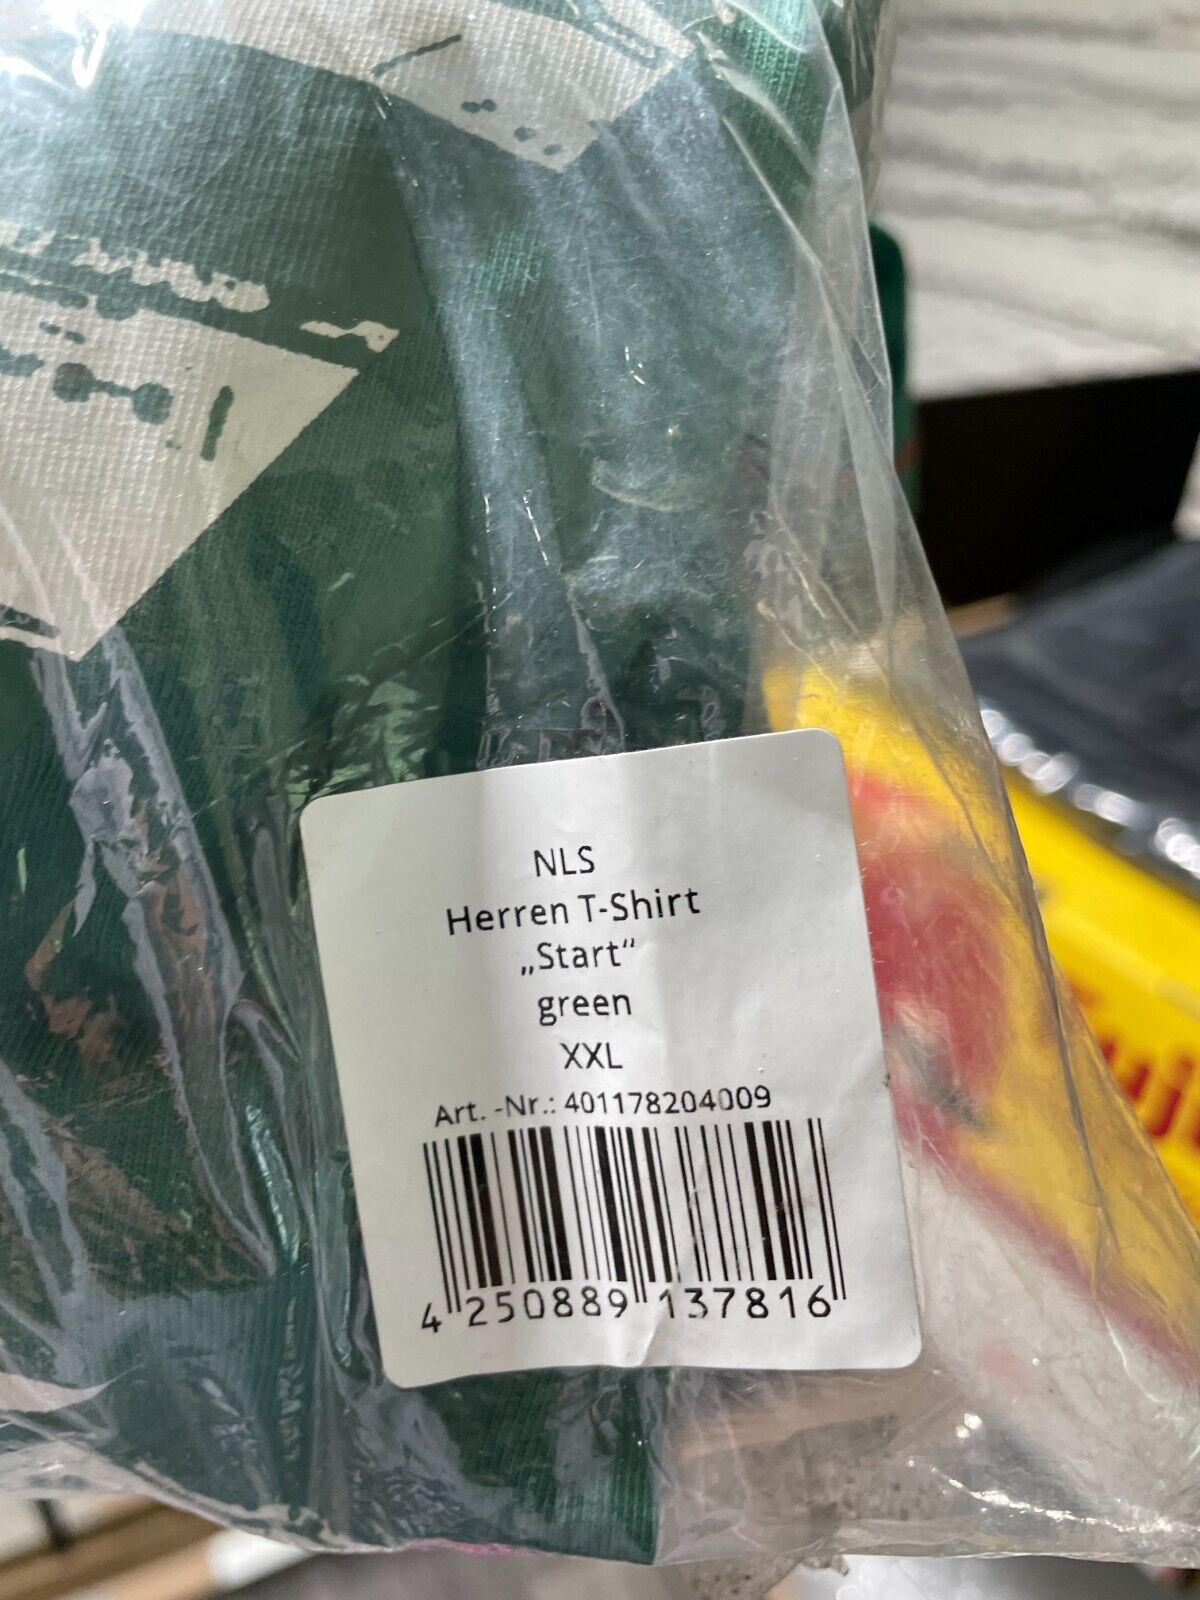 NLS
Herren T-Shirt
„Start“
green
XXL
Art. -Nr.: 401178204009
4 250889 137816